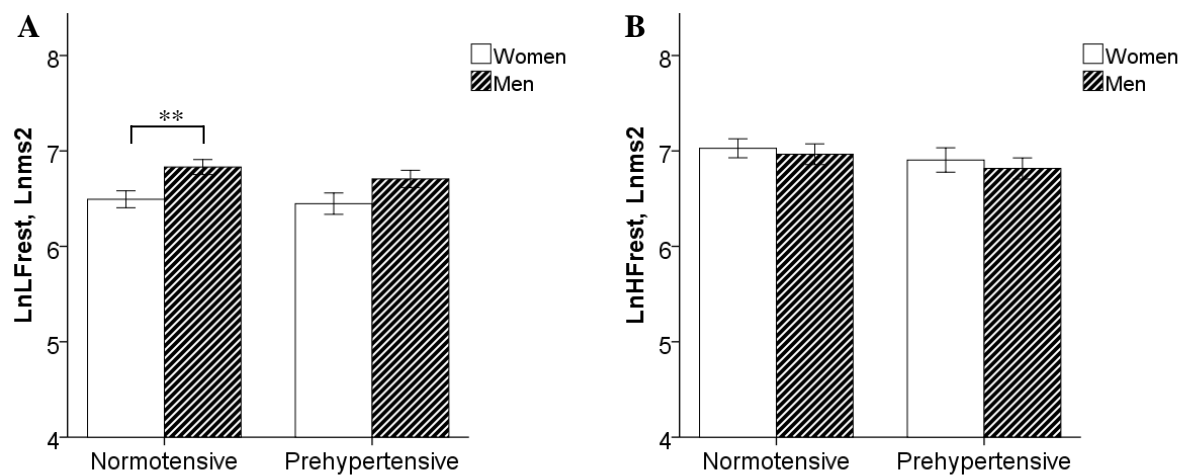 A
LnLFrest, Lnms2
8
7
6
5
4
Women
Men
**
Normotensive Prehypertensive
B
LnHFrest, Lnms2
8
7
6
5
4
Women
Men
Normotensive Prehypertensive